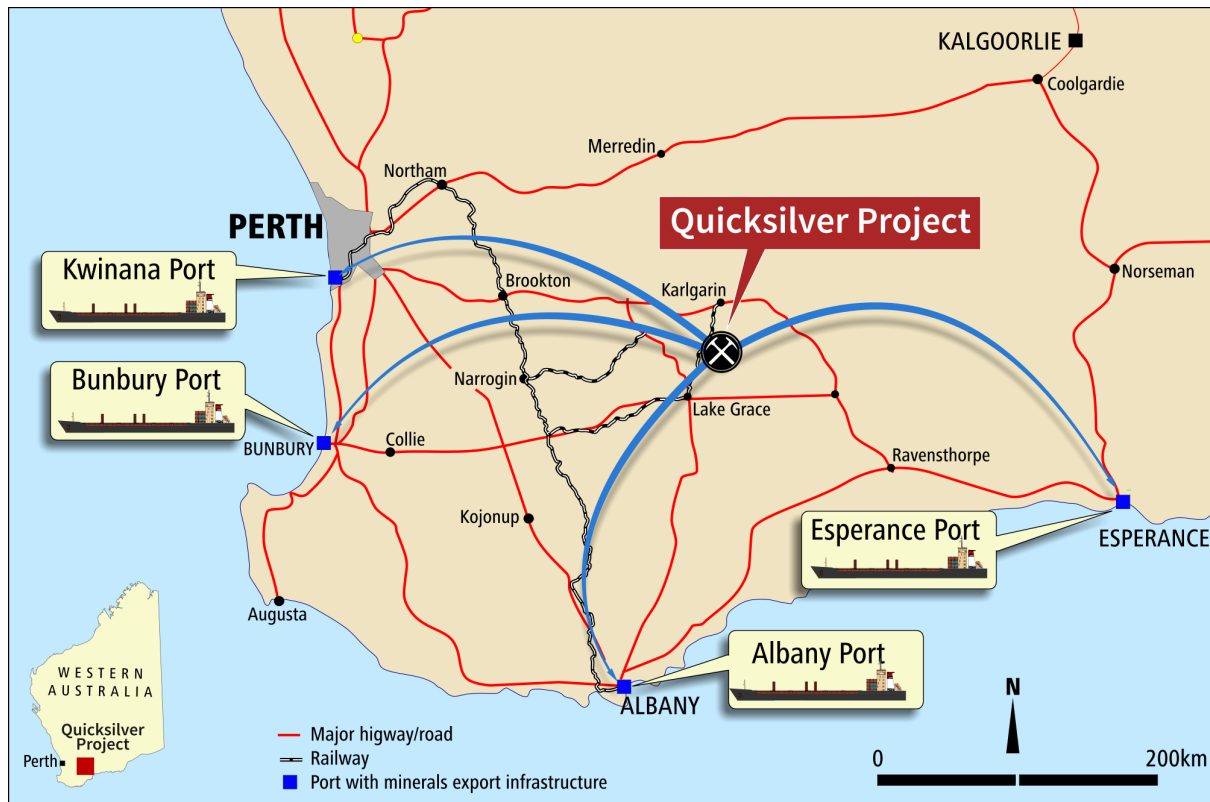 KALGOORLIE
Coolgardie
Merredin
Northam
Quicksilver Project
PERTH
Kwinana Port
Norseman
Brookton
Karlgarin
Bunbury Port
Narrogin
Lake Grace
BUNBURY
Collie
Ravensthorpe
Kojonup
Esperance Port
ESPERANCE
Augusta
Albany Port
ALBANY
WESTERN
AUSTRALIA
Quicksilver
Project
Perth
Major higway/road
Railway
Port with minerals export infrastructure
N
0 200km